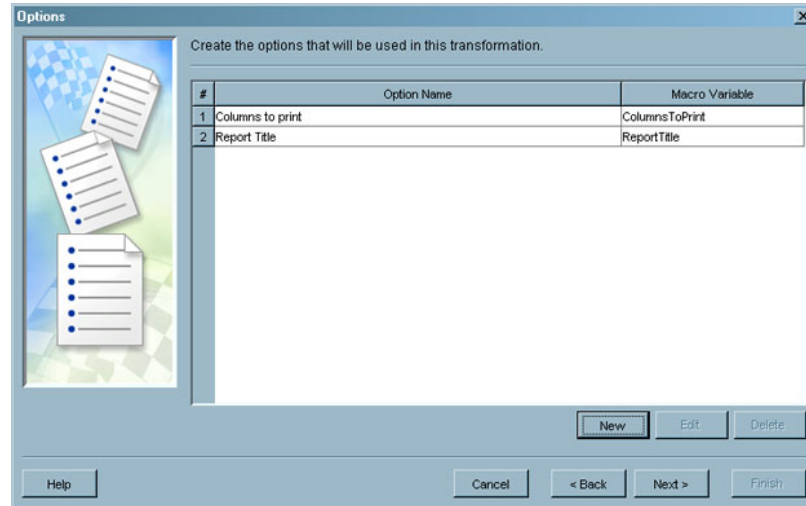 Options
Create the options that will be used in this transformation.
# Option Name Macro Variable
1 Columns to print ColumnsToPrint
2 Report Title ReportTitle
New Edit Delete
Help Cancel < Back Next > Finish